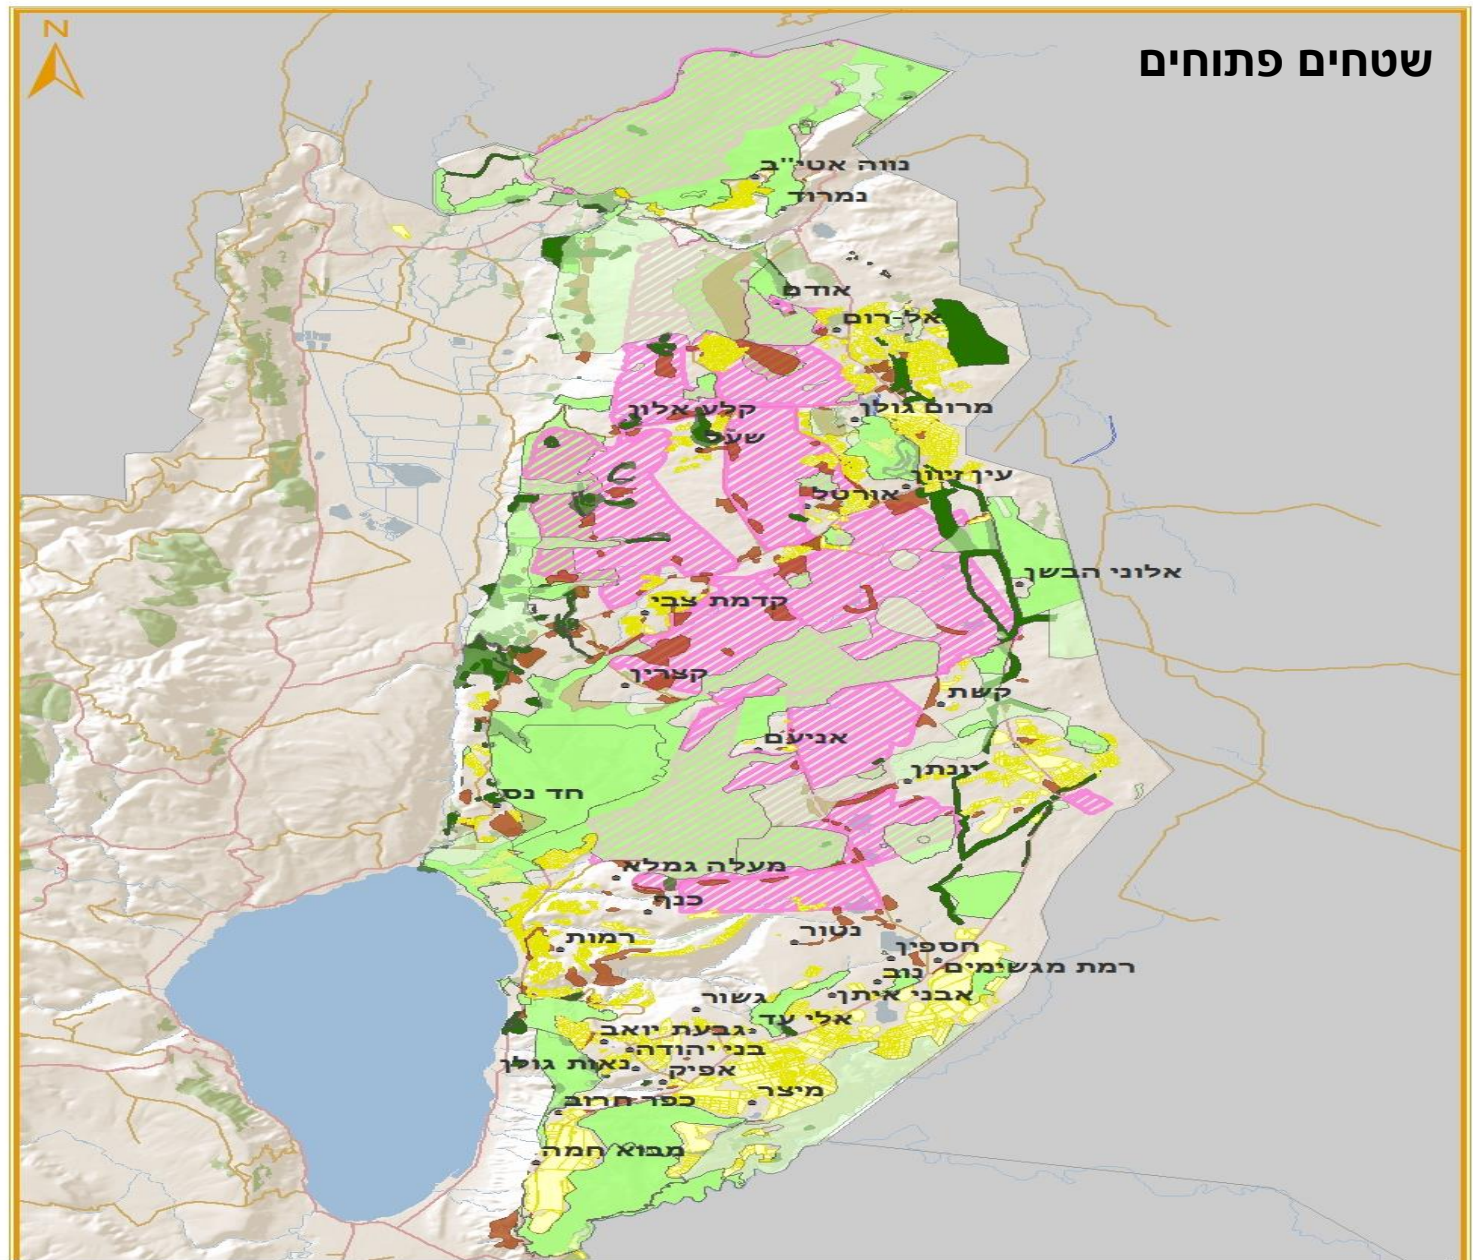 שטחים פתוחים
N
נווה אטי"ב
נמרוד
אודם
אל-רום
מרום גולן
קלע אלון
שעל
עין זיוון
אורטל
אלוני הבשן
קדמת צבי
קצרין
קשת
אניעם
יונתן
חד נס
מעלה גמלא
כנף
נטור
רמות
חספין
רמת מגשימים
נוב
אבני איתן
גשור
אלי עד
גבעת יואב
בני יהודה
נאות גולן
אפיק
מיצר
כפר חרוב
מבוא חמה